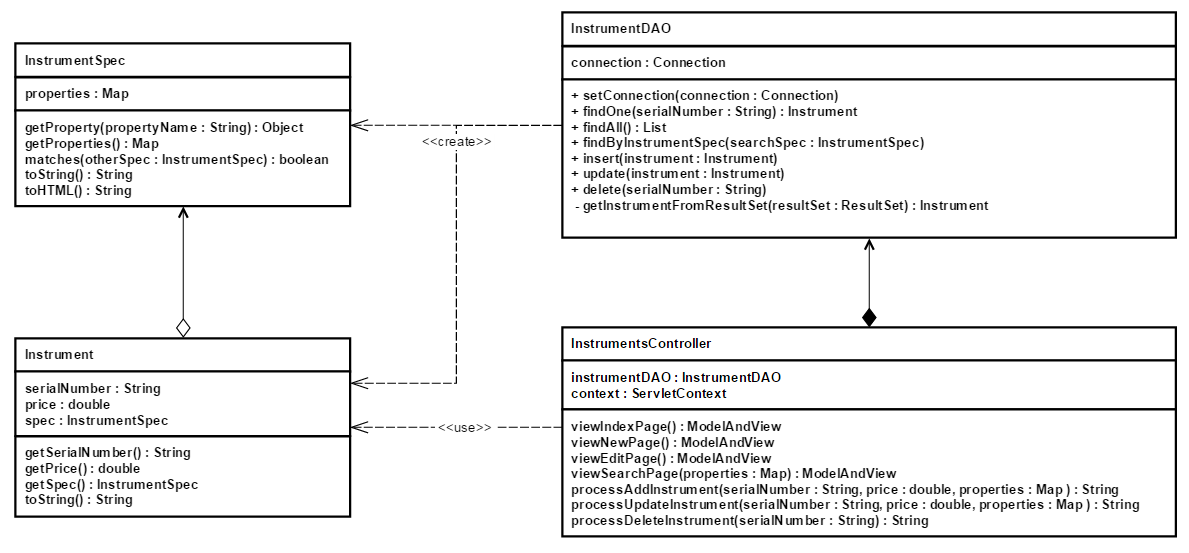 InstrumentSpec
properties : Map
getProperty(propertyName : String) : Object
getProperties() : Map
matches(otherSpec : InstrumentSpec) : boolean
toString() : String
toHTML() : String
InstrumentDAO
connection : Connection
+ setConnection(connection : Connection)
+ findOne(serialNumber : String) : Instrument
+ findAll() : List
+ findByInstrumentSpec(searchSpec : InstrumentSpec)
+ insert(instrument : Instrument)
+ update(instrument : Instrument)
+ delete(serialNumber : String)
- getInstrumentFromResultSet(resultSet : ResultSet) : Instrument
<<create>>
Instrument
serialNumber : String
price : double
spec : InstrumentSpec
getSerialNumber() : String
getPrice() : double
getSpec() : InstrumentSpec
toString() : String
<<use>>
InstrumentsController
instrumentDAO : InstrumentDAO
context : ServletContext
viewIndexPage() : ModelAndView
viewNewPage() : ModelAndView
viewEditPage() : ModelAndView
viewSearchPage(properties : Map) : ModelAndView
processAddInstrument(serialNumber : String, price : double, properties : Map ) : String
processUpdateInstrument(serialNumber : String, price : double, properties : Map ) : String
processDeleteInstrument(serialNumber : String) : String